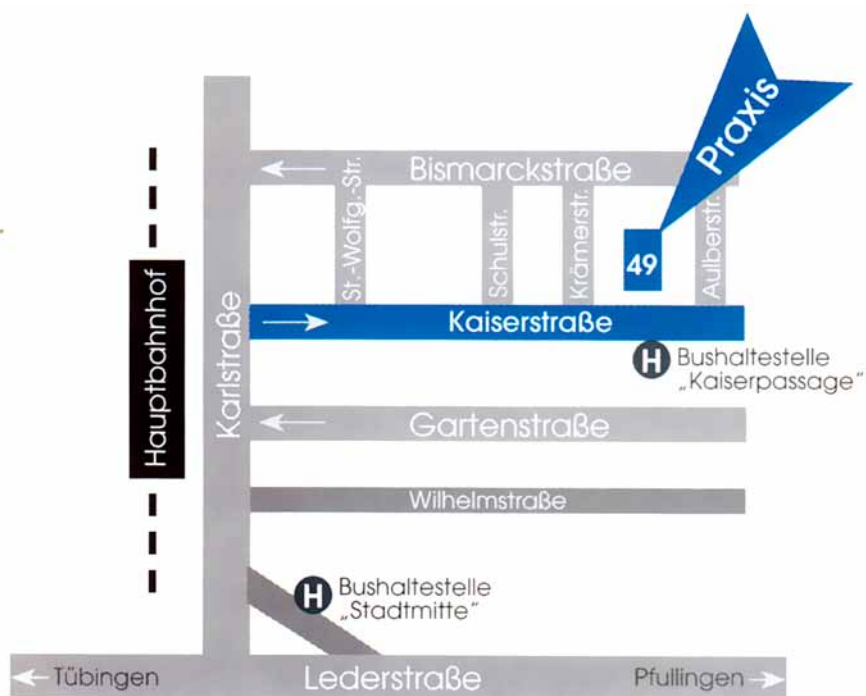 Praxis
Bismarckstraße
St.-Wolfg.-Str.
Schulstr.
Krämerstr.
49
Aulberstr.
Hauptbahnhof
Karlstraße
Kaiserstraße
H Bushaltestelle
„Kaiserpassage"
Gartenstraße
Wilhelmstraße
H Bushaltestelle
„Stadtmitte"
Tübingen
Lederstraße
Pfullingen